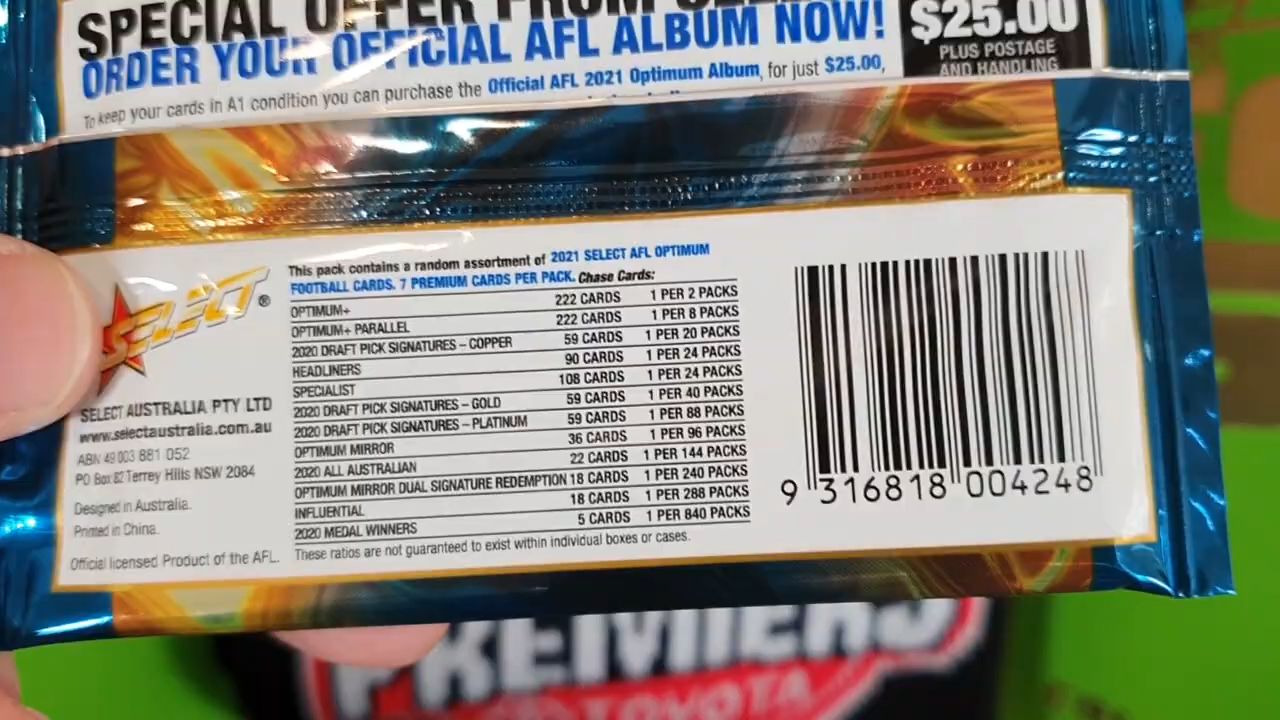 SPECIAL OFFER FROM
ORDER YOUR OFFICIAL AFL ALBUM NOW!
$25.00
PLUS POSTAGE
AND HANDLING
To keep your cards in A1 condition you can purchase the Official AFL 2021 Optimum Album, for just $25.00,
SELECT®
SELECT AUSTRALIA PTY LTD
www.selectaustralia.com.au
ABN 49 003 881 052
PO Box 82 Terrey Hills NSW 2084
Designed in Australia.
Printed in China.
Official licensed Product of the AFL.
This pack contains a random assortment of 2021 SELECT AFL OPTIMUM
FOOTBALL CARDS. 7 PREMIUM CARDS PER PACK. Chase Cards:
OPTIMUM+ 222 CARDS 1 PER 2 PACKS
OPTIMUM+ PARALLEL 222 CARDS 1 PER 8 PACKS
2020 DRAFT PICK SIGNATURES – COPPER 59 CARDS 1 PER 20 PACKS
HEADLINERS 90 CARDS 1 PER 24 PACKS
SPECIALIST 108 CARDS 1 PER 24 PACKS
2020 DRAFT PICK SIGNATURES – GOLD 59 CARDS 1 PER 40 PACKS
2020 DRAFT PICK SIGNATURES – PLATINUM 59 CARDS 1 PER 88 PACKS
OPTIMUM MIRROR 36 CARDS 1 PER 96 PACKS
2020 ALL AUSTRALIAN 22 CARDS 1 PER 144 PACKS
OPTIMUM MIRROR DUAL SIGNATURE REDEMPTION 18 CARDS 1 PER 240 PACKS
INFLUENTIAL 18 CARDS 1 PER 288 PACKS
2020 MEDAL WINNERS 5 CARDS 1 PER 840 PACKS
These ratios are not guaranteed to exist within individual boxes or cases.
9 316818 004248
PREMIERS
TOYOTA